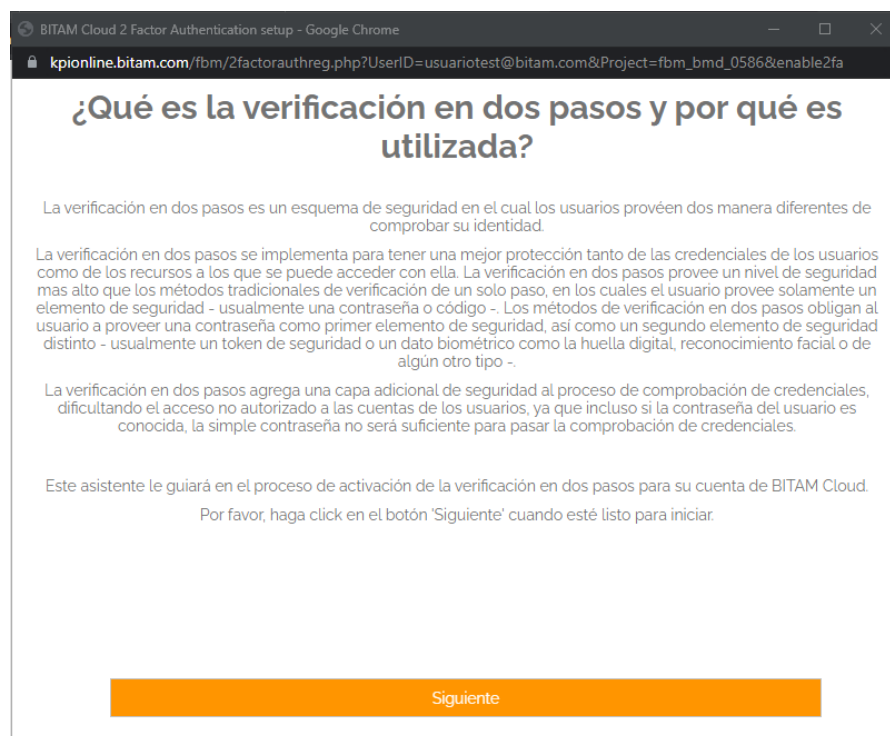 BITAM Cloud 2 Factor Authentication setup - Google Chrome
kpionline.bitam.com/fbm/2factorauthreg.php?UserID=usuariotest@bitam.com&Project=fbm_bmd_0586&enable2fa
¿Qué es la verificación en dos pasos y por qué es
utilizada?
La verificación en dos pasos es un esquema de seguridad en el cual los usuarios provéen dos manera diferentes de
comprobar su identidad.
La verificación en dos pasos se implementa para tener una mejor protección tanto de las credenciales de los usuarios
como de los recursos a los que se puede acceder con ella. La verificación en dos pasos provee un nivel de seguridad
mas alto que los métodos tradicionales de verificación de un solo paso, en los cuales el usuario provee solamente un
elemento de seguridad - usualmente una contraseña o código -. Los métodos de verificación en dos pasos obligan al
usuario a proveer una contraseña como primer elemento de seguridad, así como un segundo elemento de seguridad
distinto - usualmente un token de seguridad o un dato biométrico como la huella digital, reconocimiento facial o de
algún otro tipo -.
La verificación en dos pasos agrega una capa adicional de seguridad al proceso de comprobación de credenciales,
dificultando el acceso no autorizado a las cuentas de los usuarios, ya que incluso si la contraseña del usuario es
conocida, la simple contraseña no será suficiente para pasar la comprobación de credenciales.
Este asistente le guiará en el proceso de activación de la verificación en dos pasos para su cuenta de BITAM Cloud.
Por favor, haga click en el botón 'Siguiente' cuando esté listo para iniciar.
Siguiente